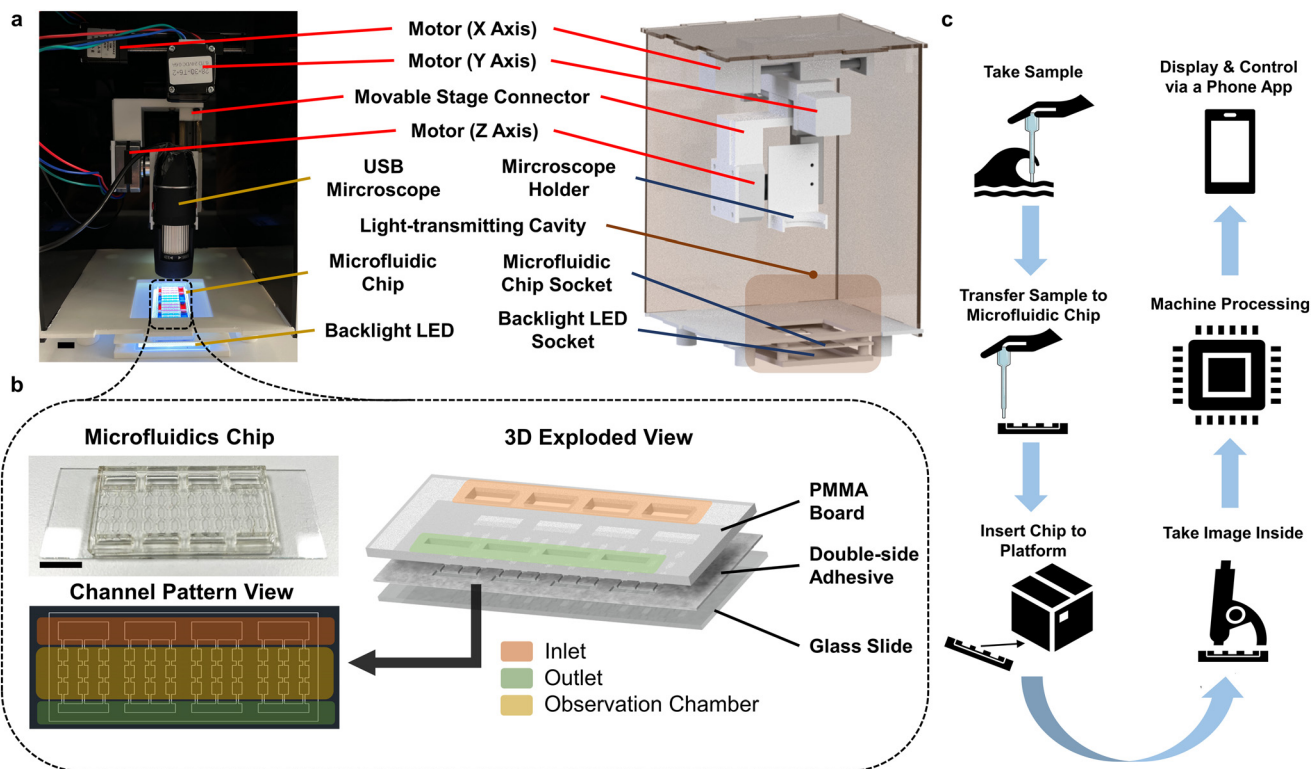 a
Motor (X Axis)
Motor (Y Axis)
Movable Stage Connector
Motor (Z Axis)
USB
Mircroscope
Mircroscope
Holder
Light-transmitting Cavity
Microfluidic
Chip
Microfluidic
Chip Socket
Backlight LED
Backlight LED
Socket
b
Microfluidics Chip
Channel Pattern View
3D Exploded View
PMMA
Board
Double-side
Adhesive
Glass Slide
Inlet
Outlet
Observation Chamber
c
Take Sample
Transfer Sample to
Microfluidic Chip
Insert Chip to
Platform
Take Image Inside
Machine Processing
Display & Control
via a Phone App